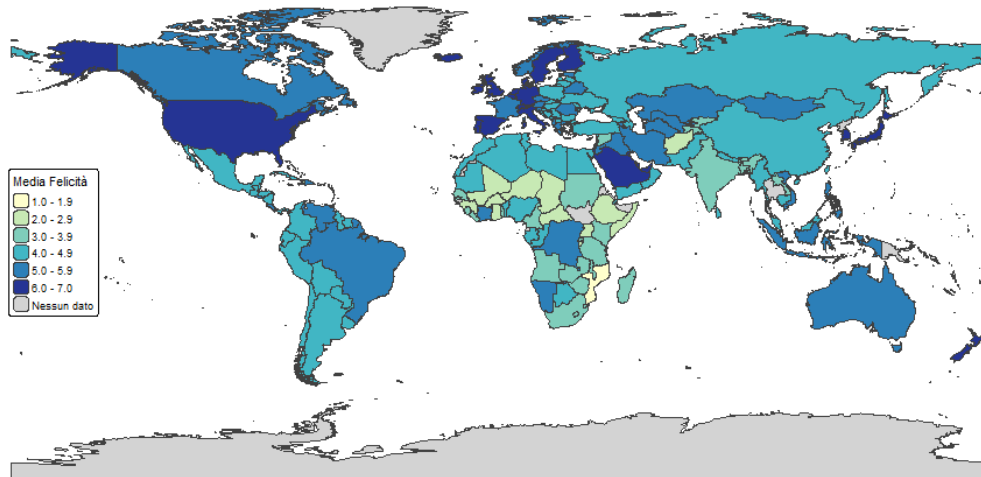 Media Felicità
1.0 - 1.9
2.0 - 2.9
3.0 - 3.9
4.0 - 4.9
5.0 - 5.9
6.0 - 7.0
Nessun dato